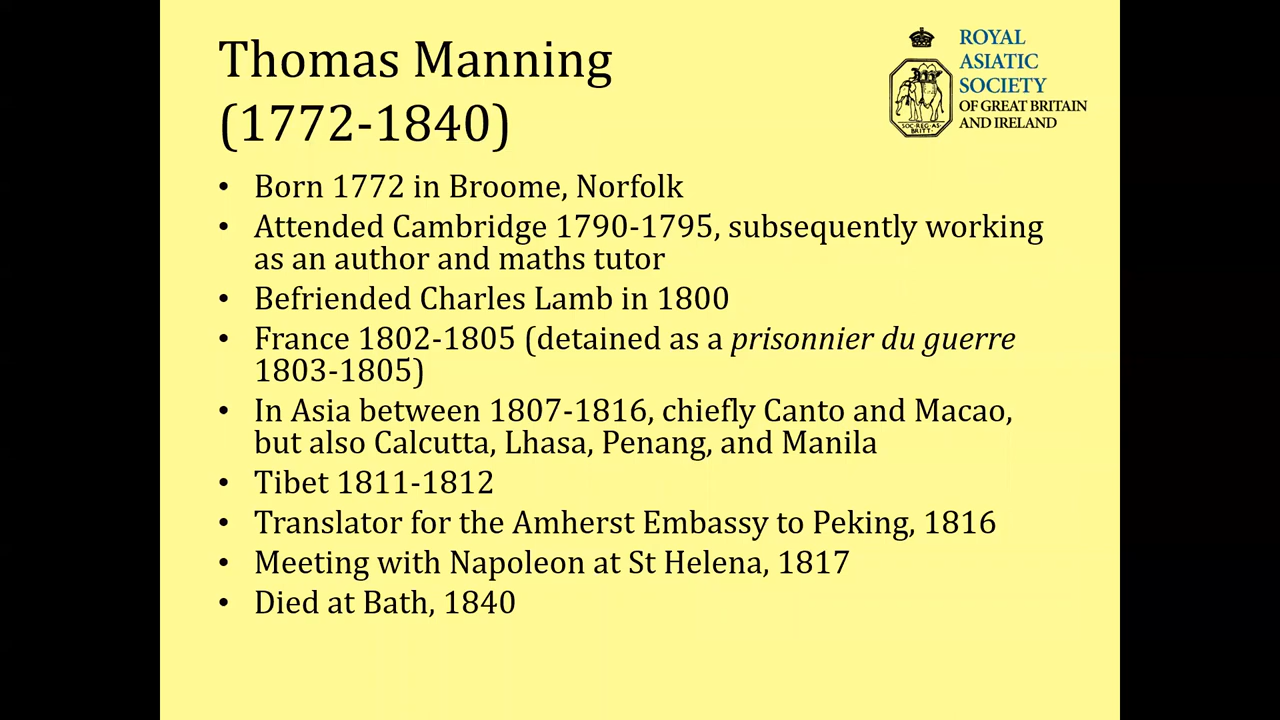 Thomas Manning
(1772-1840)
ROYAL
ASIATIC
SOCIETY
OF GREAT BRITAIN
AND IRELAND
SOC·REG·AS·
BRITT·
• Born 1772 in Broome, Norfolk
• Attended Cambridge 1790-1795, subsequently working
as an author and maths tutor
• Befriended Charles Lamb in 1800
• France 1802-1805 (detained as a prisonnier du guerre
1803-1805)
• In Asia between 1807-1816, chiefly Canto and Macao,
but also Calcutta, Lhasa, Penang, and Manila
• Tibet 1811-1812
• Translator for the Amherst Embassy to Peking, 1816
• Meeting with Napoleon at St Helena, 1817
• Died at Bath, 1840